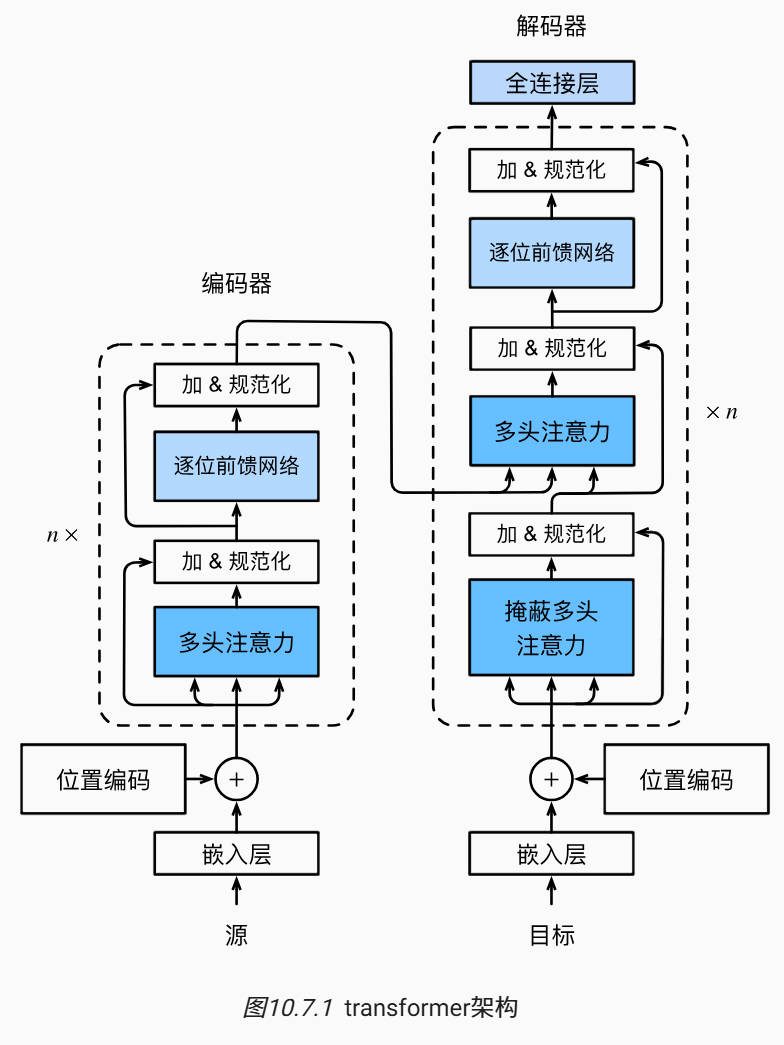 解码器
全连接层
加 & 规范化
逐位前馈网络
加 & 规范化
多头注意力
加 & 规范化
掩蔽多头
注意力
× n
编码器
加 & 规范化
逐位前馈网络
加 & 规范化
多头注意力
n ×
位置编码
+
嵌入层
源
+
位置编码
嵌入层
目标
图10.7.1 transformer架构